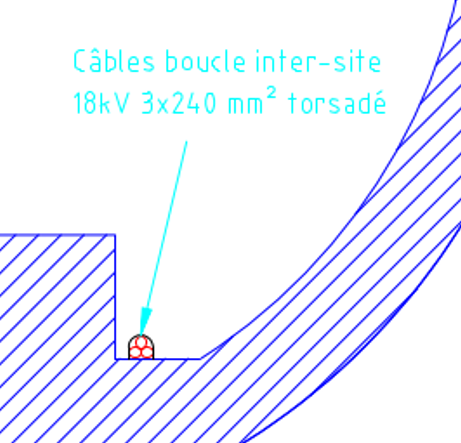 Câbles boucle inter-site
18kV 3x240 mm² torsadé